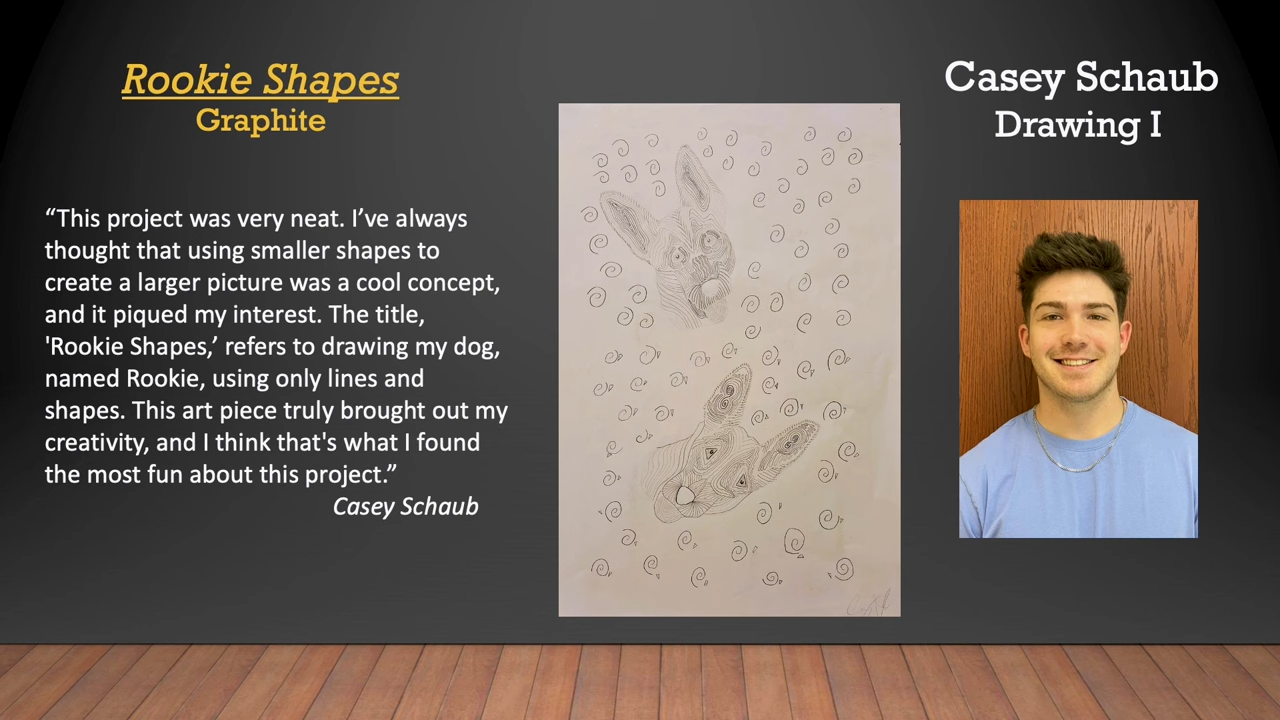 Rookie Shapes
Graphite
“This project was very neat. I’ve always
thought that using smaller shapes to
create a larger picture was a cool concept,
and it piqued my interest. The title,
'Rookie Shapes,’ refers to drawing my dog,
named Rookie, using only lines and
shapes. This art piece truly brought out my
creativity, and I think that's what I found
the most fun about this project.”
Casey Schaub
Casey Schaub
Drawing I